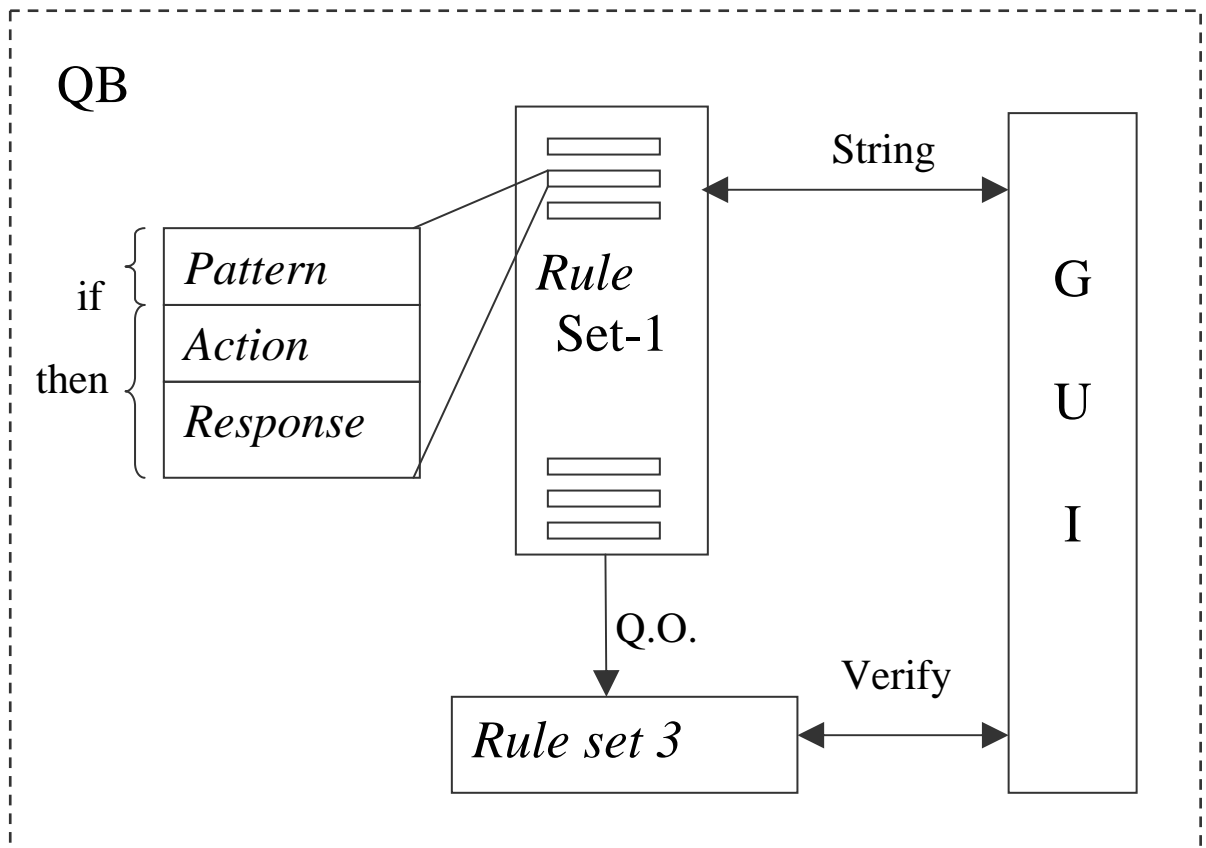 QB
String
Pattern
if
Action
then
Response
Rule
Set-1
G
U
I
Q.O.
Verify
Rule set 3